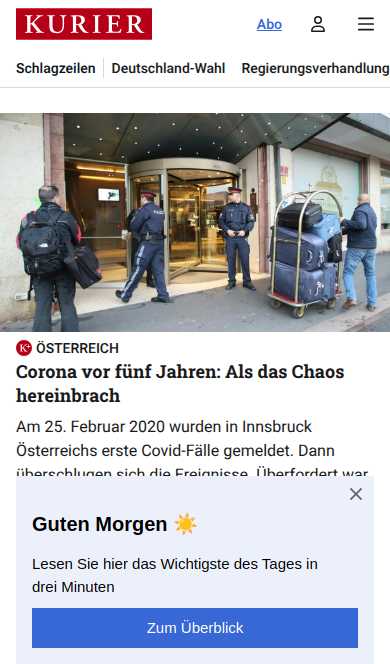 KURIER
Abo
Schlagzeilen
Deutschland-Wahl
Regierungsverhandlung
K+ ÖSTERREICH
Corona vor fünf Jahren: Als das Chaos
hereinbrach
Am 25. Februar 2020 wurden in Innsbruck
Österreichs erste Covid-Fälle gemeldet. Dann
überschlugen sich die Ereignisse. Überfordert war
Guten Morgen ☀️
Lesen Sie hier das Wichtigste des Tages in
drei Minuten
Zum Überblick